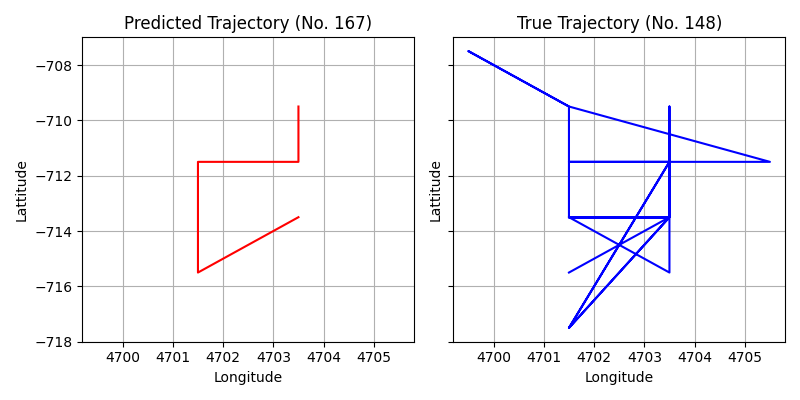 Predicted Trajectory (No. 167)
True Trajectory (No. 148)
−708
−710
−712
−714
−716
−718
Lattitude
Lattitude
4700 4701 4702 4703 4704 4705
4700 4701 4702 4703 4704 4705
Longitude
Longitude